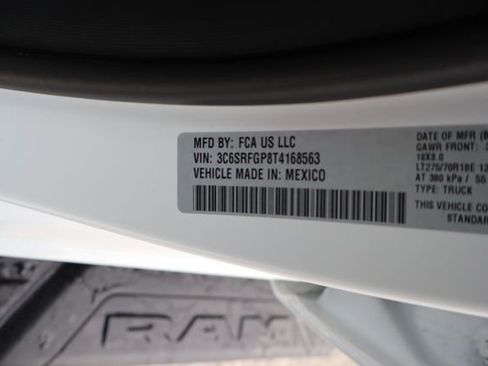 MFD BY: FCA US LLC
VIN: 3C6SRFGP8T4168563
VEHICLE MADE IN: MEXICO
DATE OF MFR
GAWR FRONT:
18X8.0
LT275/70R18E
AT 380 kPa / 55
TYPE: TRUCK
THIS VEHICLE
STANDAR
RAM